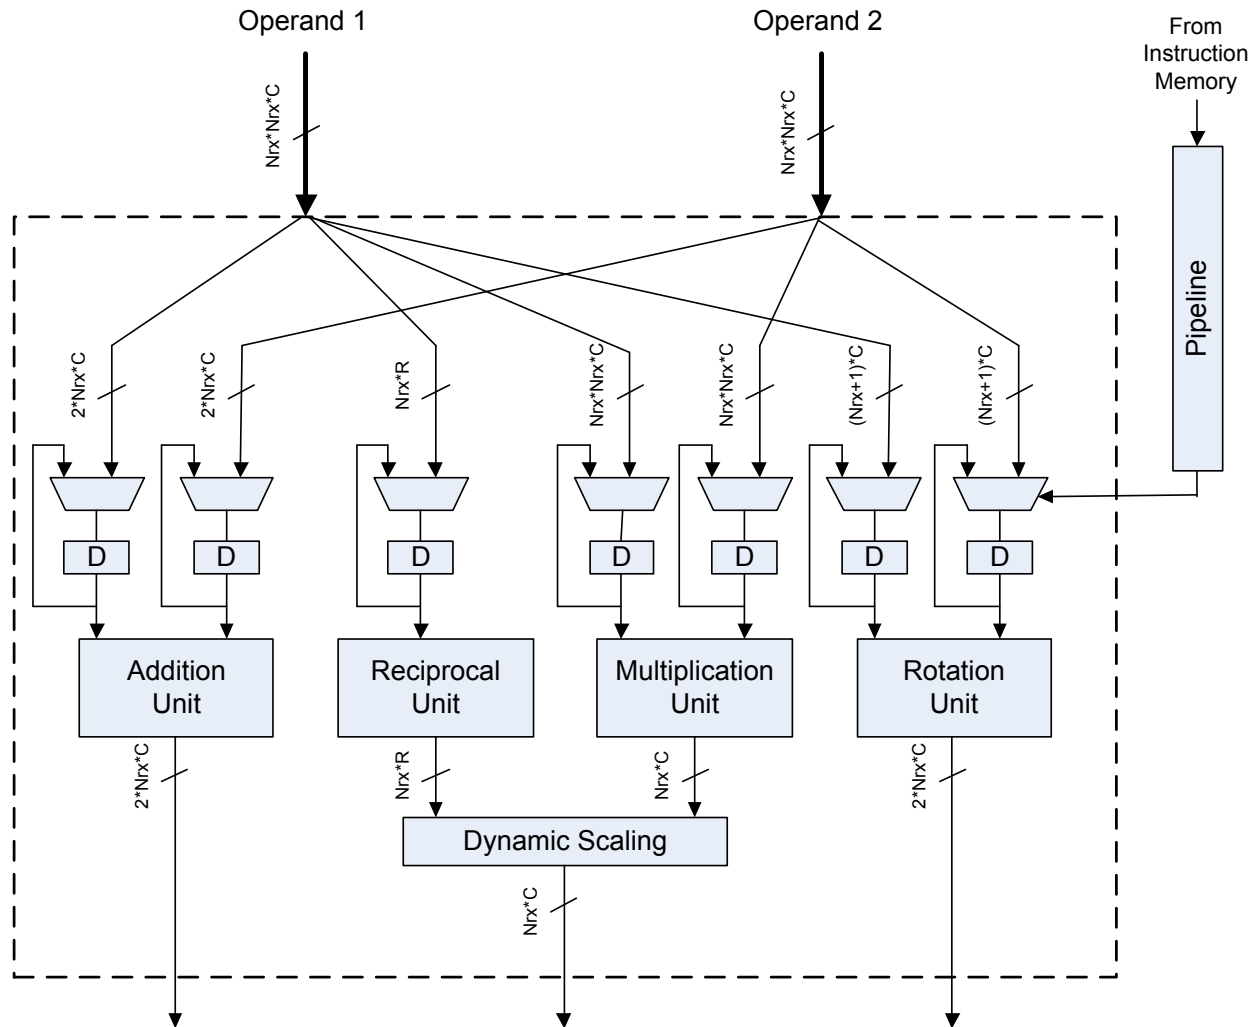 Operand 1
Operand 2
From
Instruction
Memory
Nrx*Nrx*C
Nrx*Nrx*C
Pipeline
2*Nrx*C
2*Nrx*C
Nrx*R
Nrx*Nrx*C
Nrx*Nrx*C
(Nrx+1)*C
(Nrx+1)*C
D
D
D
D
D
D
D
Addition
Unit
Reciprocal
Unit
Multiplication
Unit
Rotation
Unit
2*Nrx*C
Nrx*R
Nrx*C
2*Nrx*C
Dynamic Scaling
Nrx*C